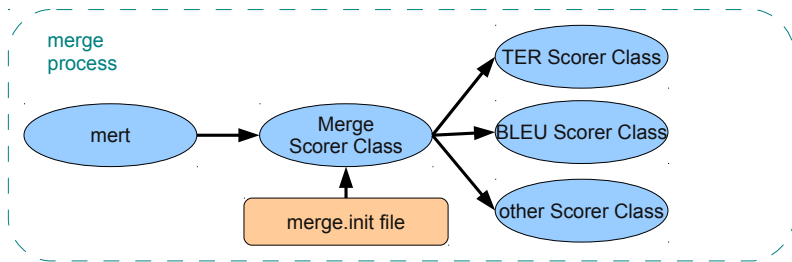 merge
process
TER Scorer Class
mert
Merge
Scorer Class
BLEU Scorer Class
merge.init file
other Scorer Class